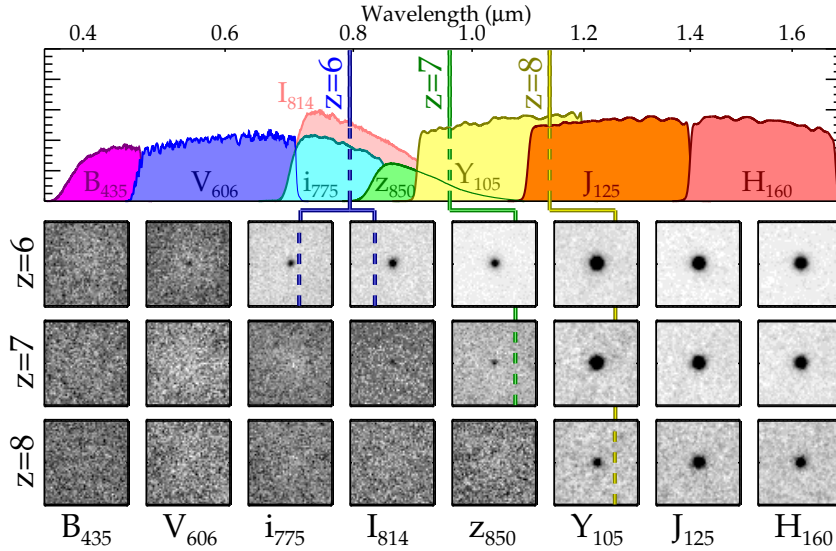 Wavelength (μm)
0.4 0.6 0.8 1.0 1.2 1.4 1.6
z=6 z=7 z=8
I814
B435 V606 i775 z850 Y105 J125 H160
z=6
z=7
z=8
B435 V606 i775 I814 z850 Y105 J125 H160